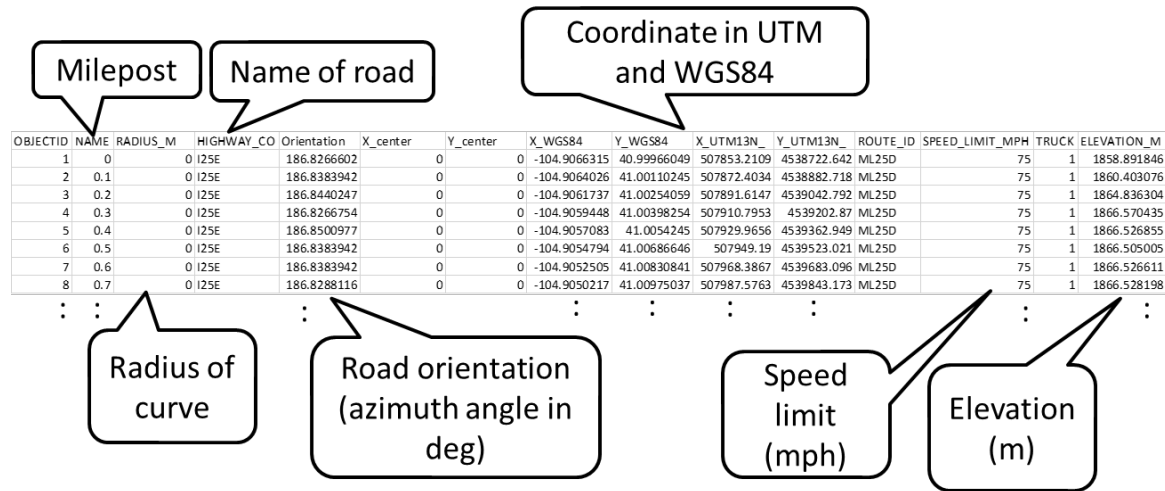 Coordinate in UTM
and WGS84
Milepost
Name of road
OBJECTID NAME RADIUS_M HIGHWAY_CO Orientation X_center Y_center X_WGS84 Y_WGS84 X_UTM13N_ Y_UTM13N_ ROUTE_ID SPEED_LIMIT_MPH TRUCK ELEVATION_M
1 0 0 I25E 186.8266602 0 0 -104.9066315 40.99966049 507853.2109 4538722.642 ML25D 75 1 1858.891846
2 0.1 0 I25E 186.8383942 0 0 -104.9064026 41.00110245 507872.4034 4538882.718 ML25D 75 1 1860.403076
3 0.2 0 I25E 186.8440247 0 0 -104.9061737 41.00254059 507891.6147 4539042.792 ML25D 75 1 1864.836304
4 0.3 0 I25E 186.8266754 0 0 -104.9059448 41.00398254 507910.7953 4539202.87 ML25D 75 1 1866.570435
5 0.4 0 I25E 186.8500977 0 0 -104.9057083 41.0054245 507929.9656 4539362.949 ML25D 75 1 1866.526855
6 0.5 0 I25E 186.8383942 0 0 -104.9054794 41.00686646 507949.19 4539523.021 ML25D 75 1 1866.505005
7 0.6 0 I25E 186.8383942 0 0 -104.9052505 41.00830841 507968.3867 4539683.096 ML25D 75 1 1866.526611
8 0.7 0 I25E 186.8288116 0 0 -104.9050217 41.00975037 507987.5763 4539843.173 ML25D 75 1 1866.528198
Radius of
curve
Road orientation
(azimuth angle in
deg)
Speed
limit
(mph)
Elevation
(m)